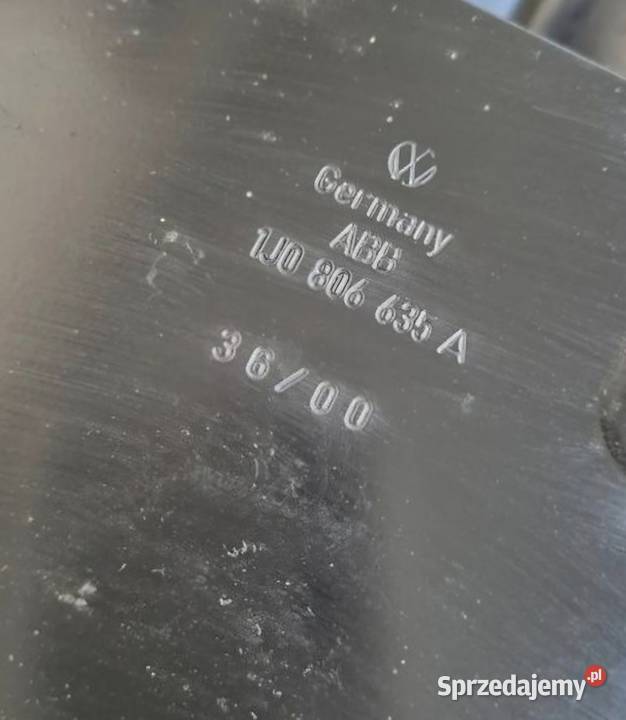 Germany
ABB
1J0 806 635 A
36/00
Sprzedajemy.pl